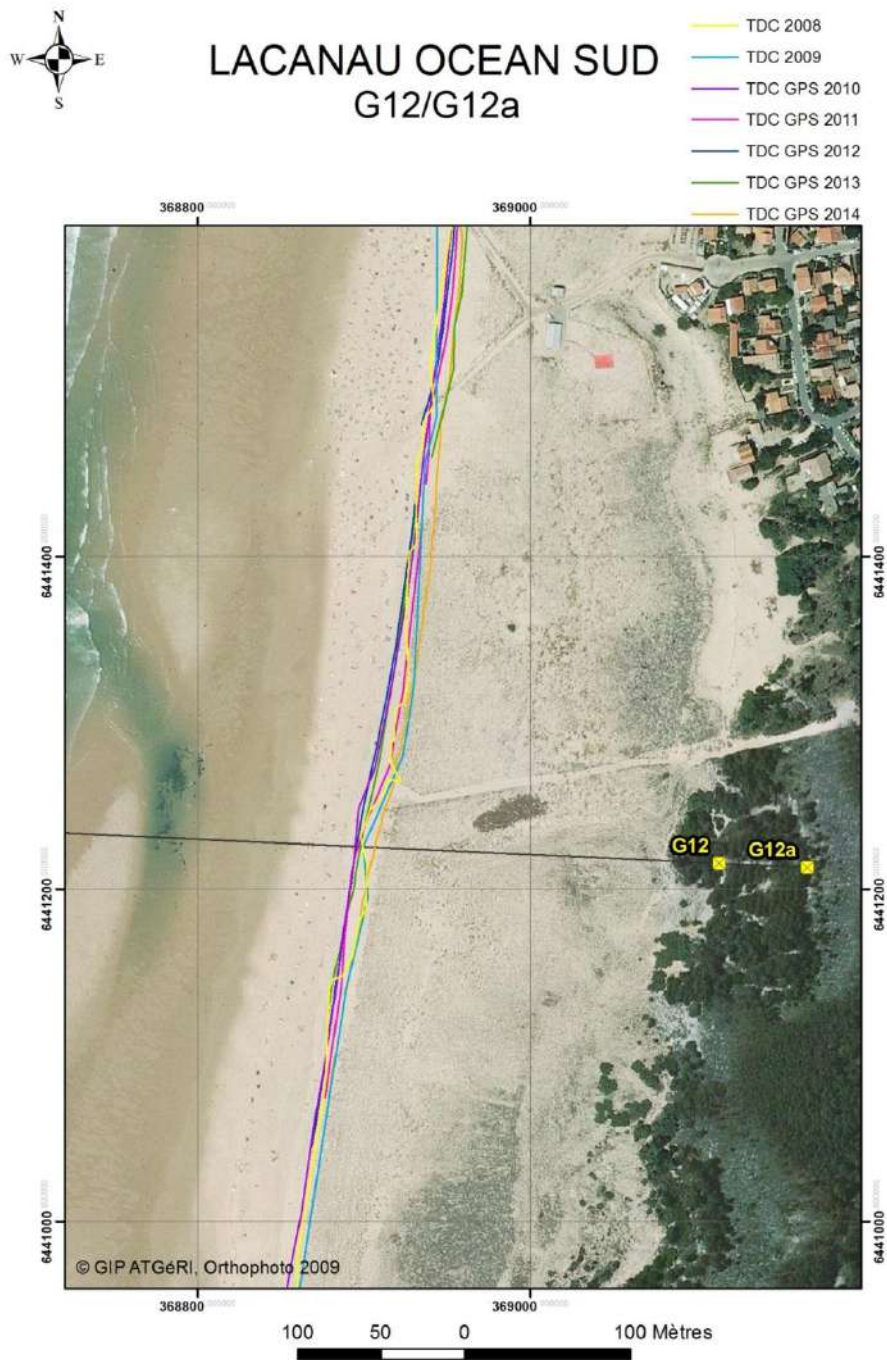 N
W E
S
LACANAU OCEAN SUD
G12/G12a
TDC 2008
TDC 2009
TDC GPS 2010
TDC GPS 2011
TDC GPS 2012
TDC GPS 2013
TDC GPS 2014
368800 369000
6441400 6441400
G12 G12a
6441200 6441200
6441000 6441000
© GIP ATGéRI, Orthophoto 2009
368800 369000
100 50 0 100 Mètres